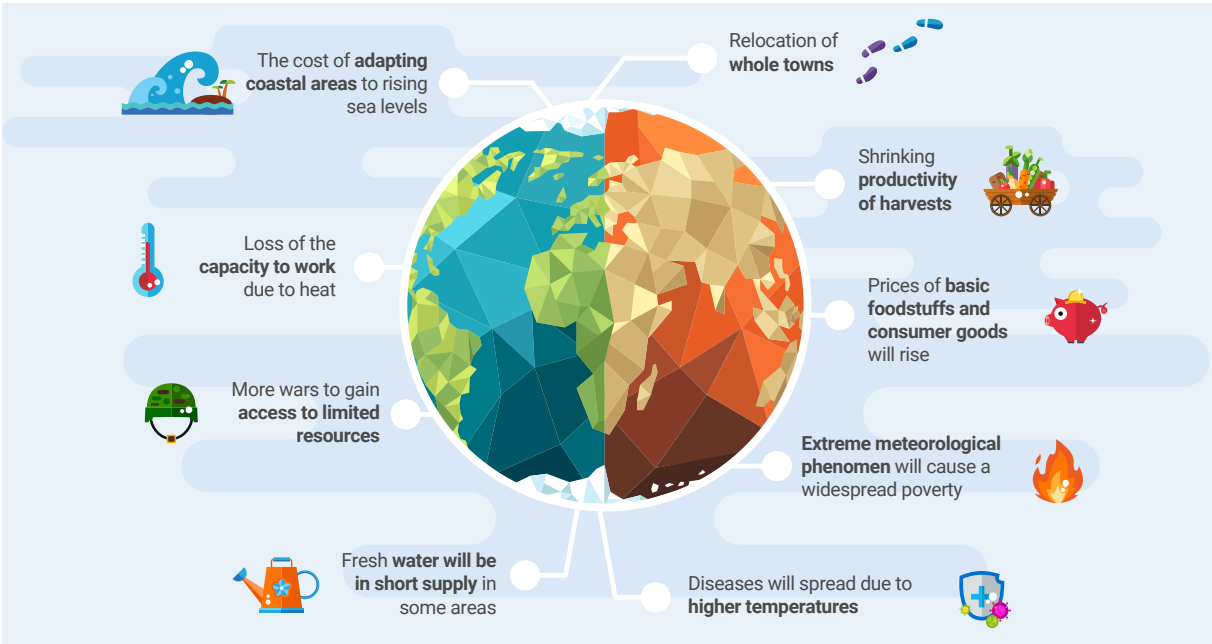 The cost of adapting
coastal areas to rising
sea levels
Relocation of
whole towns
Shrinking
productivity
of harvests
Loss of the
capacity to work
due to heat
Prices of basic
foodstuffs and
consumer goods
will rise
More wars to gain
access to limited
resources
Extreme meteorological
phenomen will cause a
widespread poverty
Fresh water will be
in short supply in
some areas
Diseases will spread due to
higher temperatures